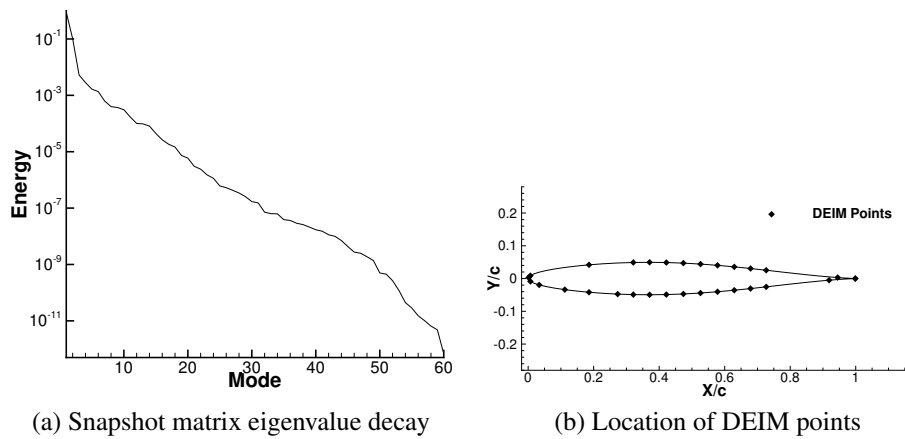 10^-1
10^-3
10^-5
10^-7
10^-9
10^-11
Energy
10 20 30 40 50 60
Mode
(a) Snapshot matrix eigenvalue decay
DEIM Points
0.2
0.1
0
-0.1
-0.2
Y/c
0 0.2 0.4 0.6 0.8 1
X/c
(b) Location of DEIM points